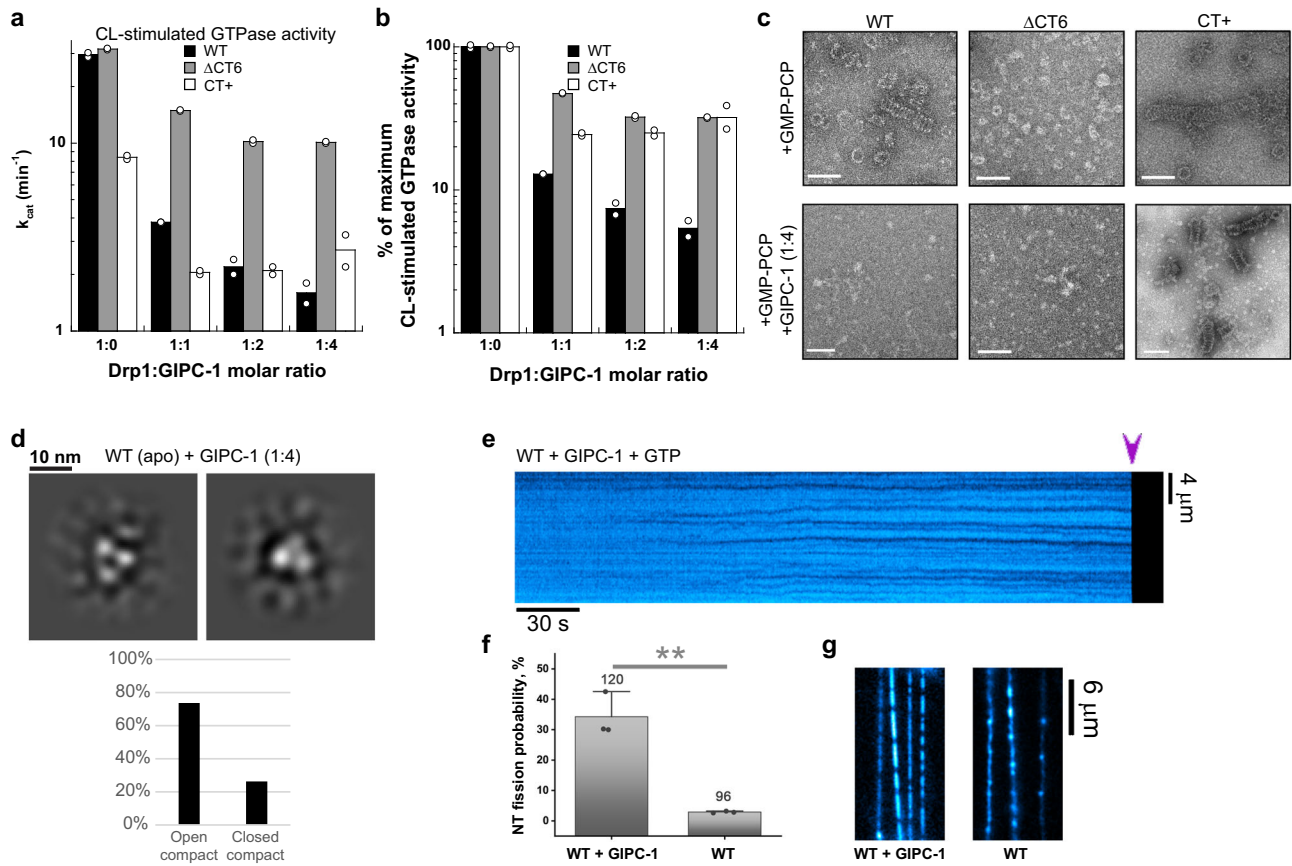 a
CL-stimulated GTPase activity
WT
ΔCT6
CT+
k_cat (min⁻¹)
10
1
1:0 1:1 1:2 1:4
Drp1:GIPC-1 molar ratio
b
WT
ΔCT6
CT+
% of maximum
CL-stimulated GTPase activity
100
10
1
1:0 1:1 1:2 1:4
Drp1:GIPC-1 molar ratio
c
WT ΔCT6 CT+
+GMP-PCP
+GMP-PCP
+GIPC-1 (1:4)
d
10 nm WT (apo) + GIPC-1 (1:4)
100%
80%
60%
40%
20%
0%
Open
compact
Closed
compact
e
WT + GIPC-1 + GTP
4 μm
30 s
f
NT fission probability, %
50
40
30
20
10
0
**
120
96
WT + GIPC-1 WT
g
6 μm
WT + GIPC-1 WT